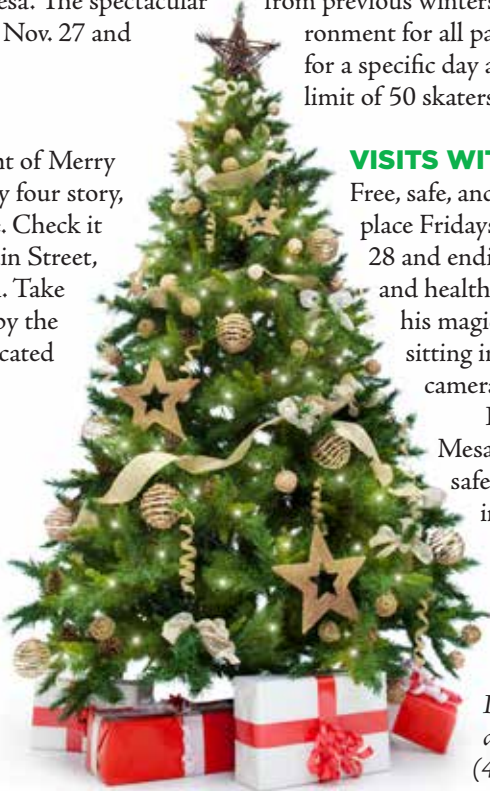 esa. The spectacular
Nov. 27 and
nt of Merry
y four story,
. Check it
in Street,
. Take
by the
cated
from previous winters
ronment for all pa
for a specific day a
limit of 50 skaters
VISITS WIT
Free, safe, and
place Fridays
28 and endi
and health
his magi
sitting in
camera
Mesa
safe
in
(4